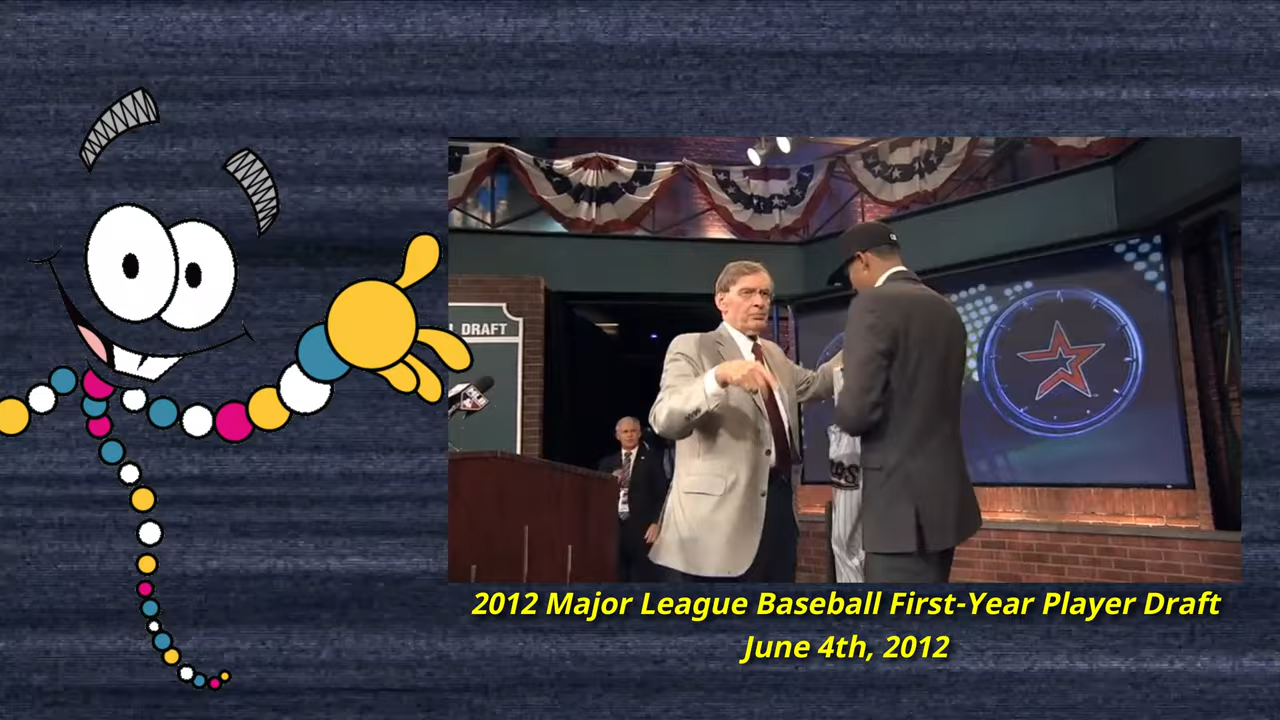 DRAFT
2012 Major League Baseball First-Year Player Draft
June 4th, 2012